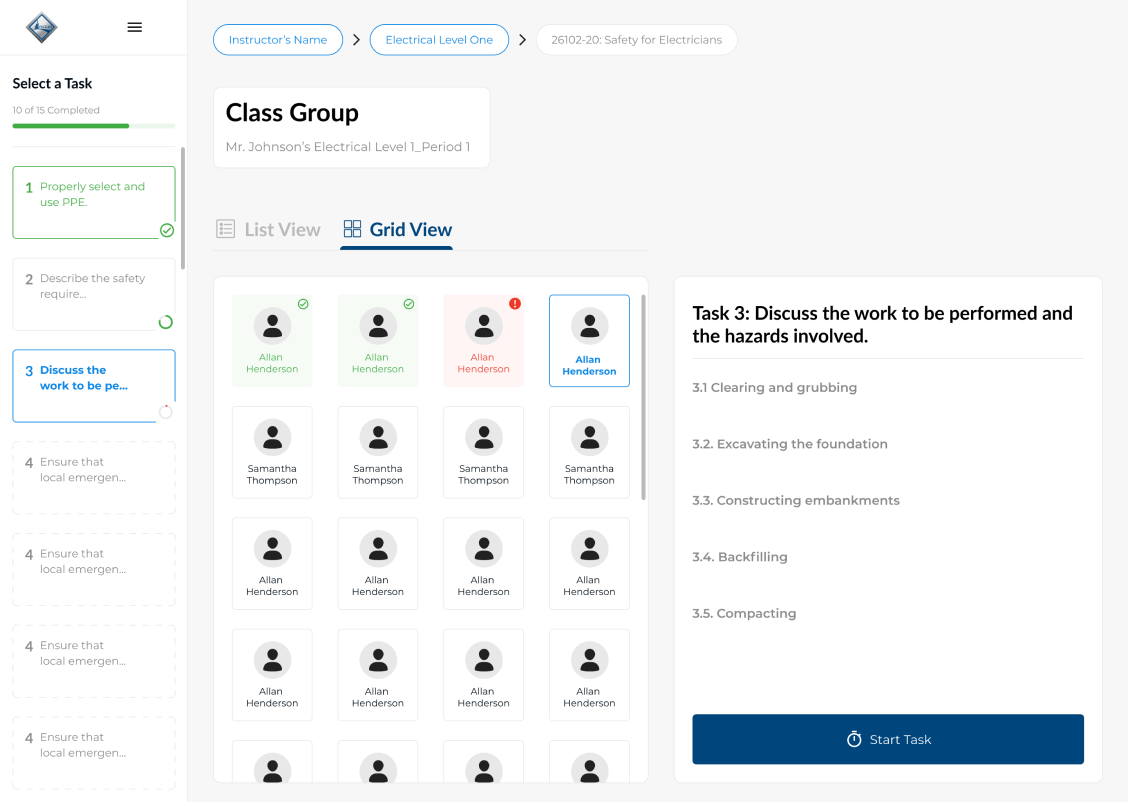 Instructor's Name
Electrical Level One
26102-20: Safety for Electricians
Select a Task
10 of 15 Completed
1 Properly select and
use PPE.
2 Describe the safety
require...
3 Discuss the
work to be pe...
4 Ensure that
local emergen...
4 Ensure that
local emergen...
4 Ensure that
local emergen...
4 Ensure that
local emergen...
Class Group
Mr. Johnson's Electrical Level 1_Period 1
List View
Grid View
Allan
Henderson
Allan
Henderson
Allan
Henderson
Allan
Henderson
Samantha
Thompson
Samantha
Thompson
Samantha
Thompson
Samantha
Thompson
Allan
Henderson
Allan
Henderson
Allan
Henderson
Allan
Henderson
Allan
Henderson
Allan
Henderson
Allan
Henderson
Allan
Henderson
Task 3: Discuss the work to be performed and
the hazards involved.
3.1 Clearing and grubbing
3.2. Excavating the foundation
3.3. Constructing embankments
3.4. Backfilling
3.5. Compacting
Start Task